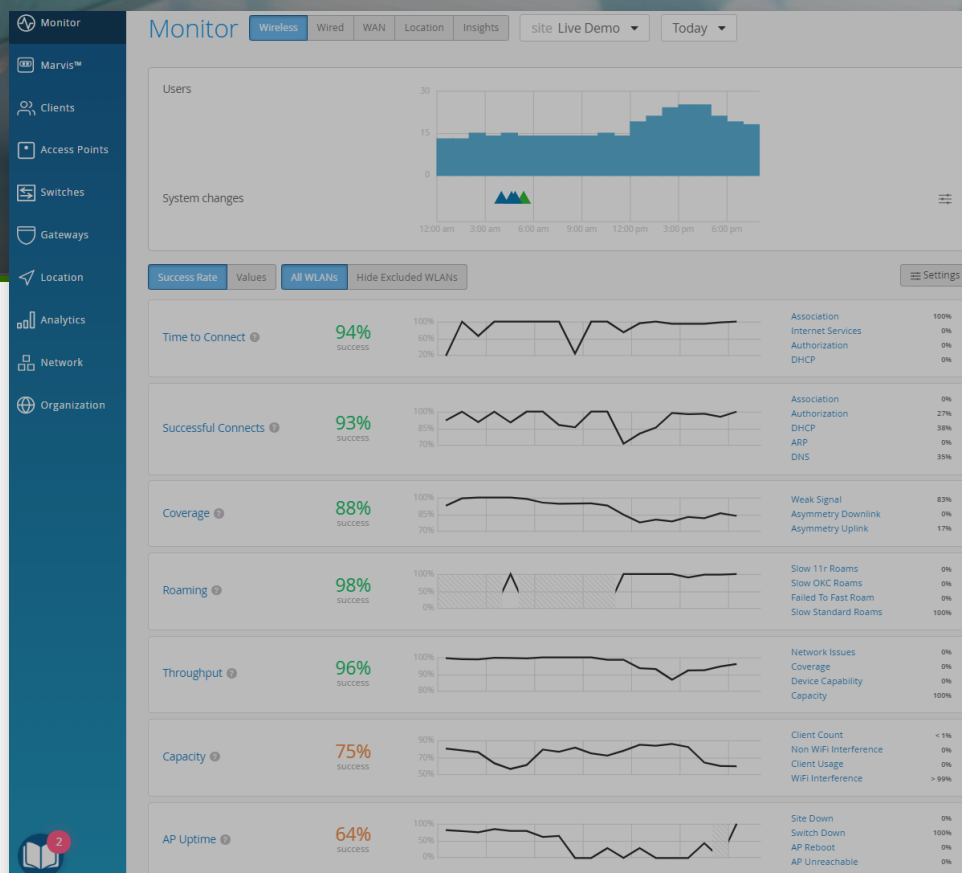 Monitor
Marvis™
Clients
Access Points
Switches
Gateways
Location
Analytics
Network
Organization
2
Monitor Wireless Wired WAN Location Insights site Live Demo Today
Users
30
15
0
System changes
12:00 am 3:00 am 6:00 am 9:00 am 12:00 pm 3:00 pm 6:00 pm
Success Rate Values All WLANs Hide Excluded WLANs Settings
Time to Connect ?
94%
success
100%
60%
20%
Association 100%
Internet Services 0%
Authorization 0%
DHCP 0%
Successful Connects ?
93%
success
100%
85%
70%
Association 0%
Authorization 27%
DHCP 38%
ARP 0%
DNS 35%
Coverage ?
88%
success
100%
85%
70%
Weak Signal 83%
Asymmetry Downlink 0%
Asymmetry Uplink 17%
Roaming ?
98%
success
100%
50%
0%
Slow 11r Roams 0%
Slow OKC Roams 0%
Failed To Fast Roam 0%
Slow Standard Roams 100%
Throughput ?
96%
success
100%
90%
80%
Network Issues 0%
Coverage 0%
Device Capability 0%
Capacity 100%
Capacity ?
75%
success
90%
70%
50%
Client Count < 1%
Non WiFi Interference 0%
Client Usage 0%
WiFi Interference > 99%
AP Uptime ?
64%
success
100%
50%
0%
Site Down 0%
Switch Down 100%
AP Reboot 0%
AP Unreachable 0%